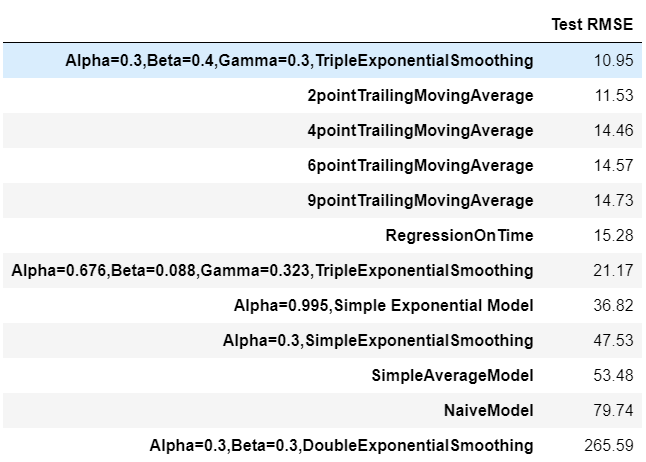 Test RMSE
Alpha=0.3,Beta=0.4,Gamma=0.3,TripleExponentialSmoothing 10.95
2pointTrailingMovingAverage 11.53
4pointTrailingMovingAverage 14.46
6pointTrailingMovingAverage 14.57
9pointTrailingMovingAverage 14.73
RegressionOnTime 15.28
Alpha=0.676,Beta=0.088,Gamma=0.323,TripleExponentialSmoothing 21.17
Alpha=0.995,Simple Exponential Model 36.82
Alpha=0.3,SimpleExponentialSmoothing 47.53
SimpleAverageModel 53.48
NaiveModel 79.74
Alpha=0.3,Beta=0.3,DoubleExponentialSmoothing 265.59